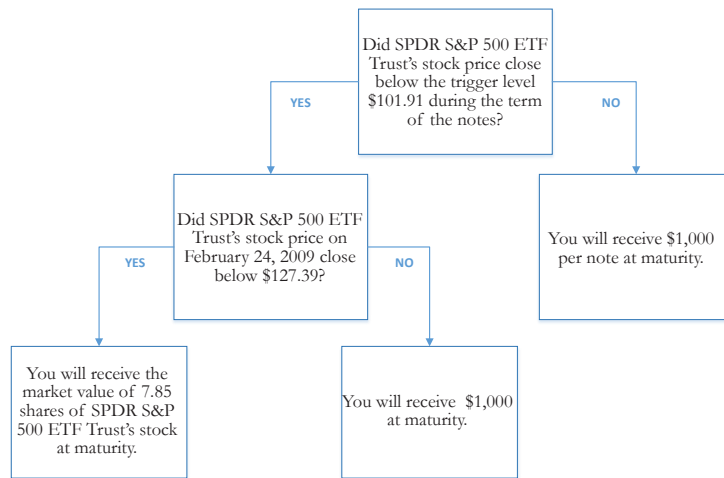 Did SPDR S&P 500 ETF
Trust's stock price close
below the trigger level
$101.91 during the term
of the notes?
YES
NO
Did SPDR S&P 500 ETF
Trust's stock price on
February 24, 2009 close
below $127.39?
You will receive $1,000
per note at maturity.
YES
NO
You will receive the
market value of 7.85
shares of SPDR S&P
500 ETF Trust's stock
at maturity.
You will receive $1,000
at maturity.